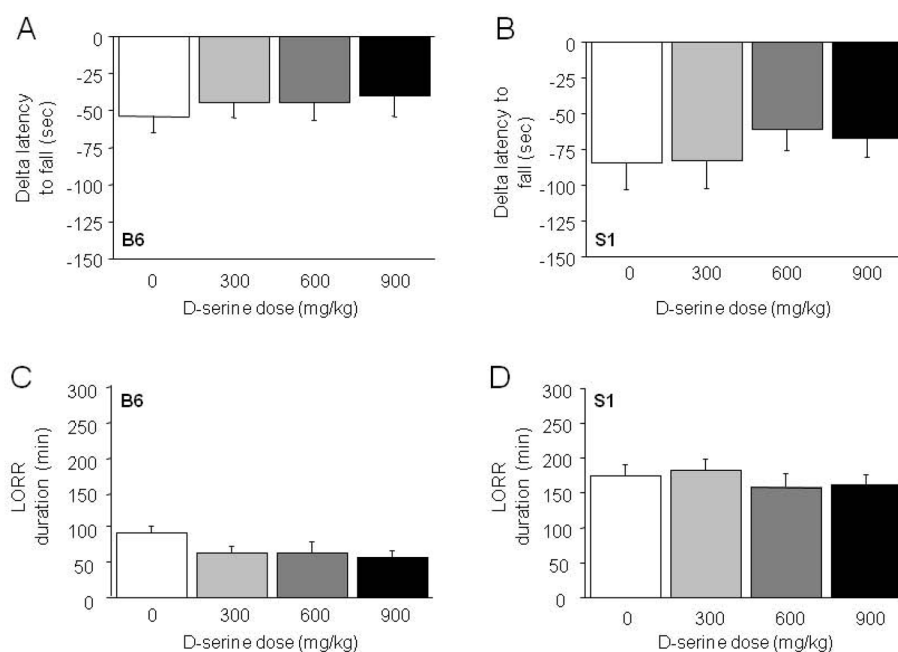 A
Delta latency
to fall (sec)
0
-25
-50
-75
-100
-125
-150
B6
0 300 600 900
D-serine dose (mg/kg)
B
Delta latency to
fall (sec)
0
-25
-50
-75
-100
-125
-150
S1
0 300 600 900
D-serine dose (mg/kg)
C
LORR
duration (min)
300
250
200
150
100
50
0
B6
0 300 600 900
D-serine dose (mg/kg)
D
LORR
duration (min)
300
250
200
150
100
50
0
S1
0 300 600 900
D-serine dose (mg/kg)